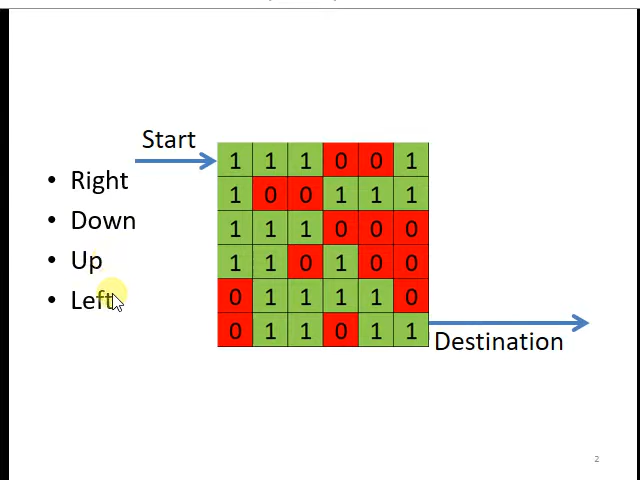 Start
• Right
• Down
• Up
• Left
1 1 1 0 0 1
1 0 0 1 1 1
1 1 1 0 0 0
1 1 0 1 0 0
0 1 1 1 1 0
0 1 1 0 1 1
Destination
2